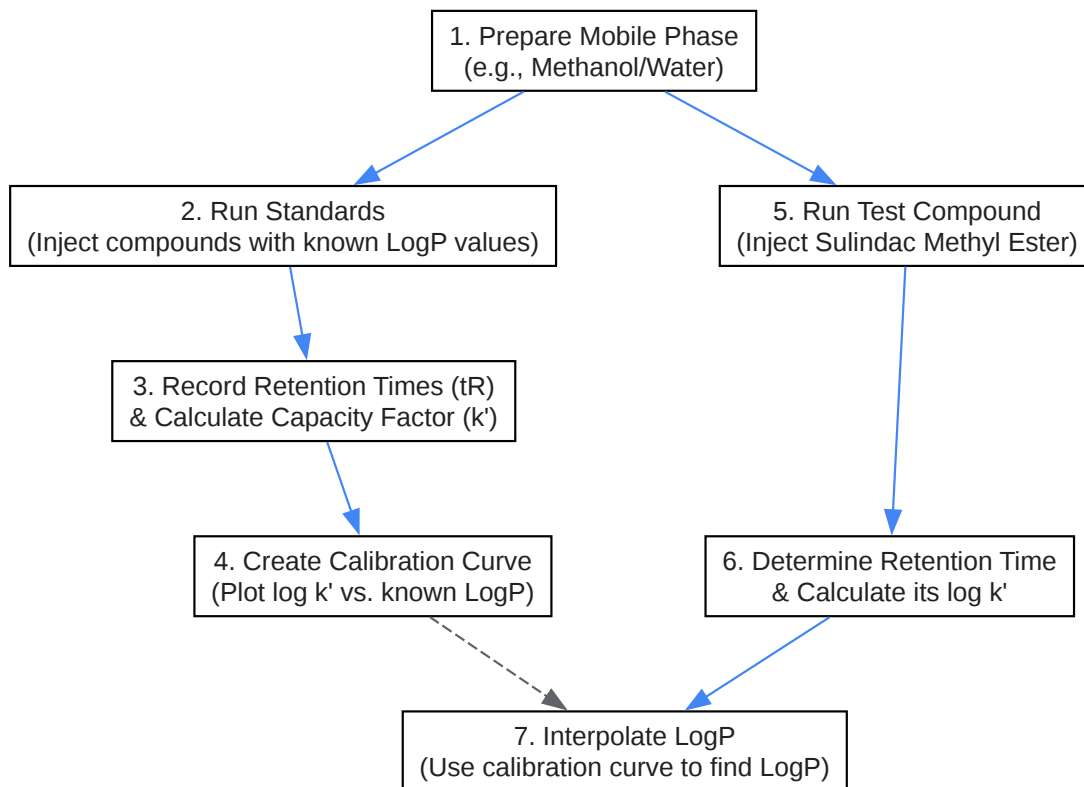 1. Prepare Mobile Phase
(e.g., Methanol/Water)
2. Run Standards
(Inject compounds with known LogP values)
5. Run Test Compound
(Inject Sulindac Methyl Ester)
3. Record Retention Times (tR)
& Calculate Capacity Factor (k')
4. Create Calibration Curve
(Plot log k' vs. known LogP)
6. Determine Retention Time
& Calculate its log k'
7. Interpolate LogP
(Use calibration curve to find LogP)